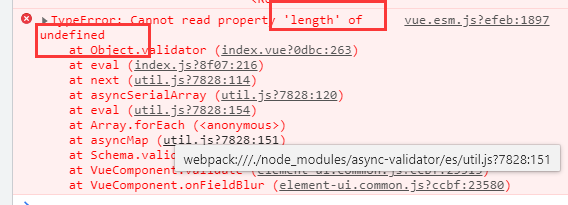 TypeError: Cannot read property 'length' of vue.esm.js?efeb:1897
undefined
at Object.validator (index.vue?0dbc:263)
at eval (index.js?8f07:216)
at next (util.js?7828:114)
at asyncSerialArray (util.js?7828:120)
at eval (util.js?7828:154)
at Array.forEach (<anonymous>)
at asyncMap (util.js?7828:151)
at Schema.valid
webpack:///./node_modules/async-validator/es/util.js?7828:151
at VueComponent.validate (element-ui.common.js?ccbf:23513)
at VueComponent.onFieldBlur (element-ui.common.js?ccbf:23580)